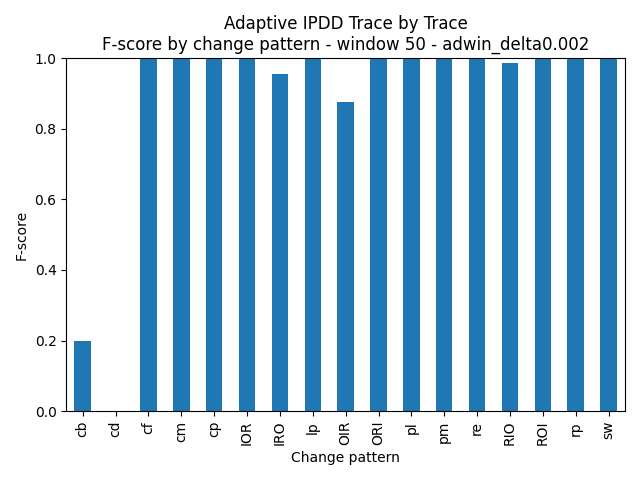 Adaptive IPDD Trace by Trace
F-score by change pattern - window 50 - adwin_delta0.002
1.0
0.8
0.6
0.4
0.2
0.0
F-score
cb
cd
cf
cm
cp
IOR
IRO
lp
OIR
ORI
pl
pm
re
RIO
ROI
rp
sw
Change pattern